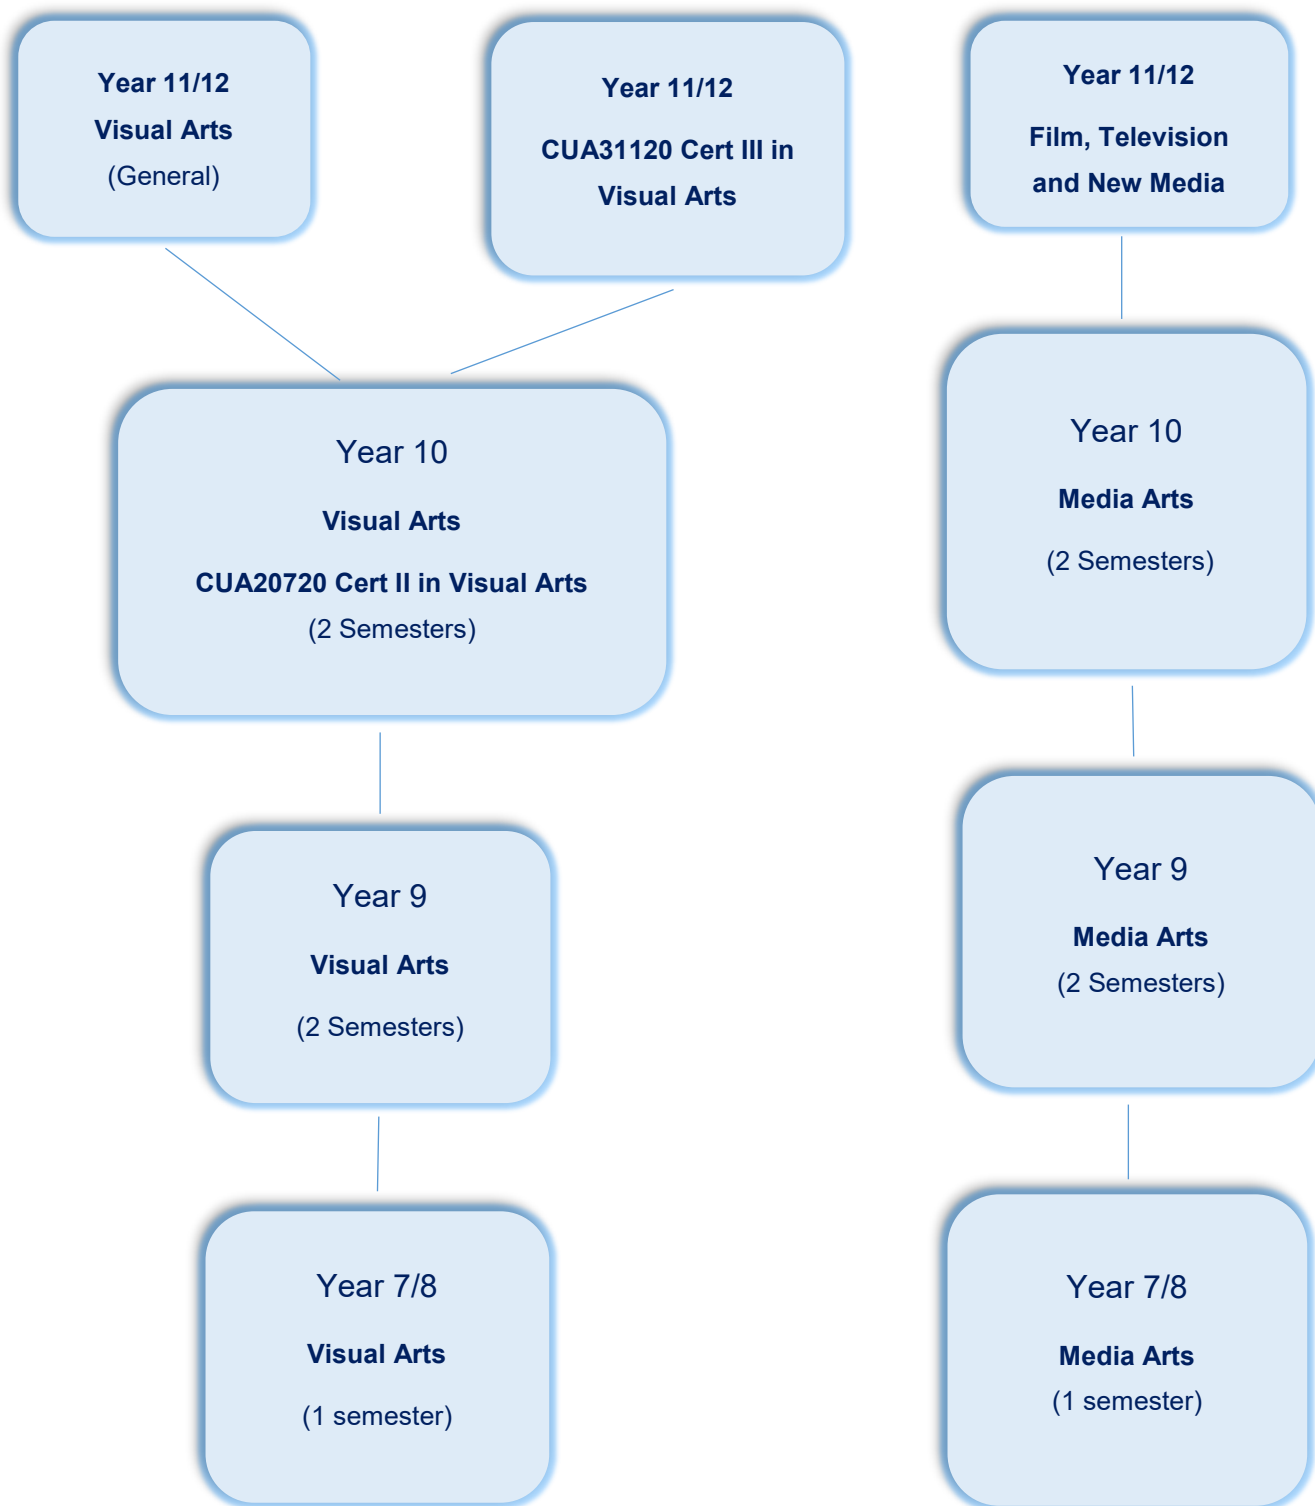 Year 11/12
Visual Arts
(General)
Year 11/12
CUA31120 Cert III in
Visual Arts
Year 11/12
Film, Television
and New Media
Year 10
Visual Arts
CUA20720 Cert II in Visual Arts
(2 Semesters)
Year 10
Media Arts
(2 Semesters)
Year 9
Visual Arts
(2 Semesters)
Year 9
Media Arts
(2 Semesters)
Year 7/8
Visual Arts
(1 semester)
Year 7/8
Media Arts
(1 semester)